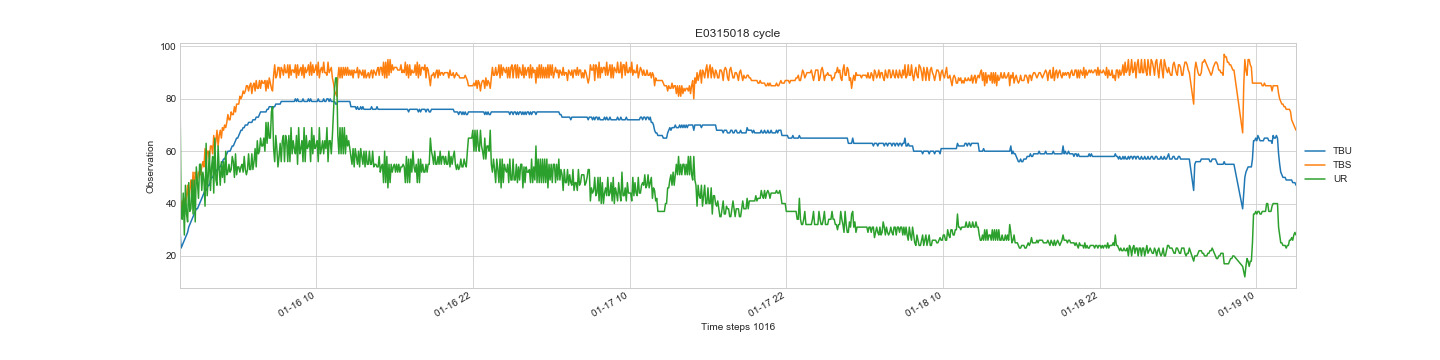 E0315018 cycle
100
80
60
40
20
Observation
01-16 10
01-16 22
01-17 10
01-17 22
01-18 10
01-18 22
01-19 10
Time steps 1016
TBU
TBS
UR